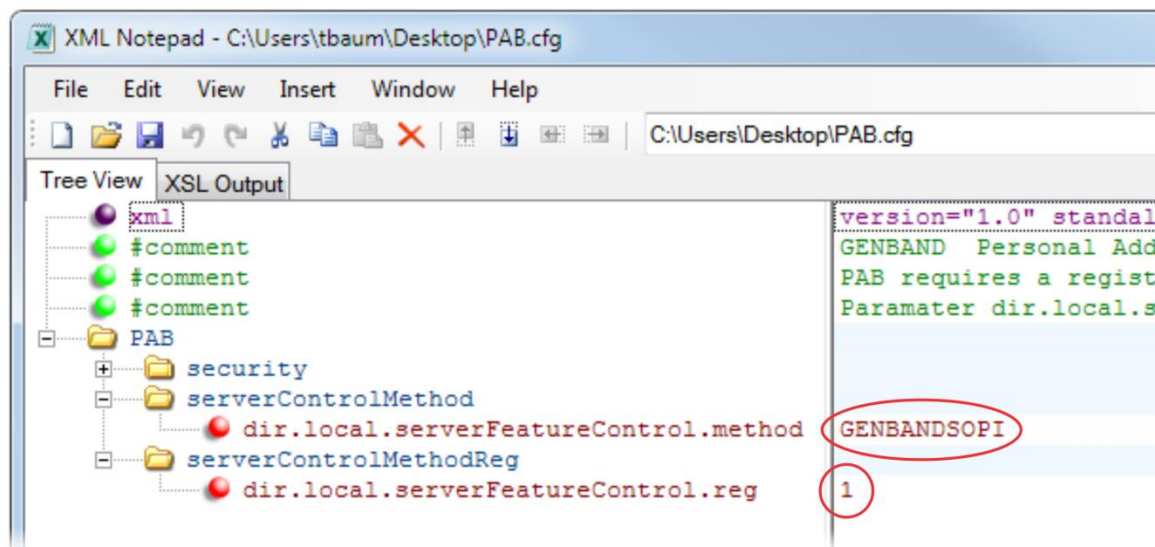 XML Notepad - C:\Users\tbaum\Desktop\PAB.cfg
File Edit View Insert Window Help
C:\Users\Desktop\PAB.cfg
Tree View XSL Output
xml version="1.0" standal
#comment GENBAND Personal Add
#comment PAB requires a regist
#comment Paramater dir.local.s
PAB
security
serverControlMethod
dir.local.serverFeatureControl.method GENBANDSOPI
serverControlMethodReg
dir.local.serverFeatureControl.reg 1